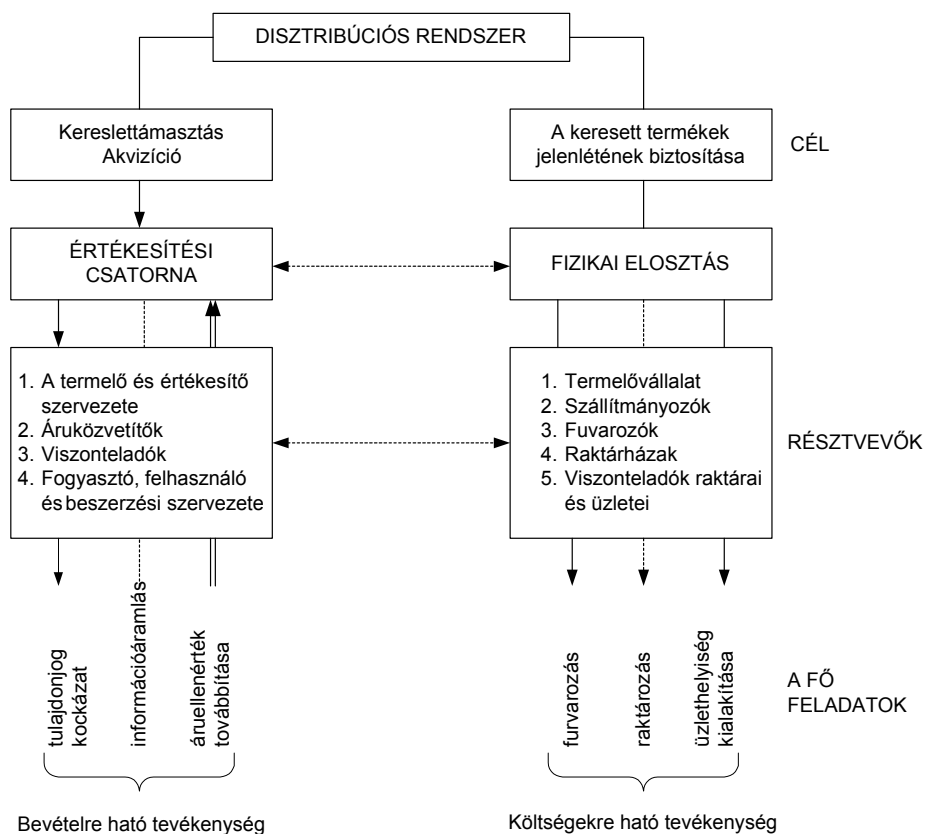 DISZTRIBÚCIÓS RENDSZER
Kereslettámasztás
Akvizíció
A keresett termékek
jelenlétének biztosítása
CÉL
ÉRTÉKESÍTÉSI
CSATORNA
FIZIKAI ELOSZTÁS
1. A termelő és értékesítő
szervezete
2. Áruközvetítők
3. Viszonteladók
4. Fogyasztó, felhasználó
és beszerzési szervezete
1. Termelővállalat
2. Szállítmányozók
3. Fuvarozók
4. Raktárházak
5. Viszonteladók raktárai
és üzletei
RÉSZTVEVŐK
tulajdonjog
kockázat
információáramlás
áruellenérték
továbbítása
furvarozás
raktározás
üzlethelyiség
kialakítása
A FŐ
FELADATOK
Bevételre ható tevékenység
Költségekre ható tevékenység